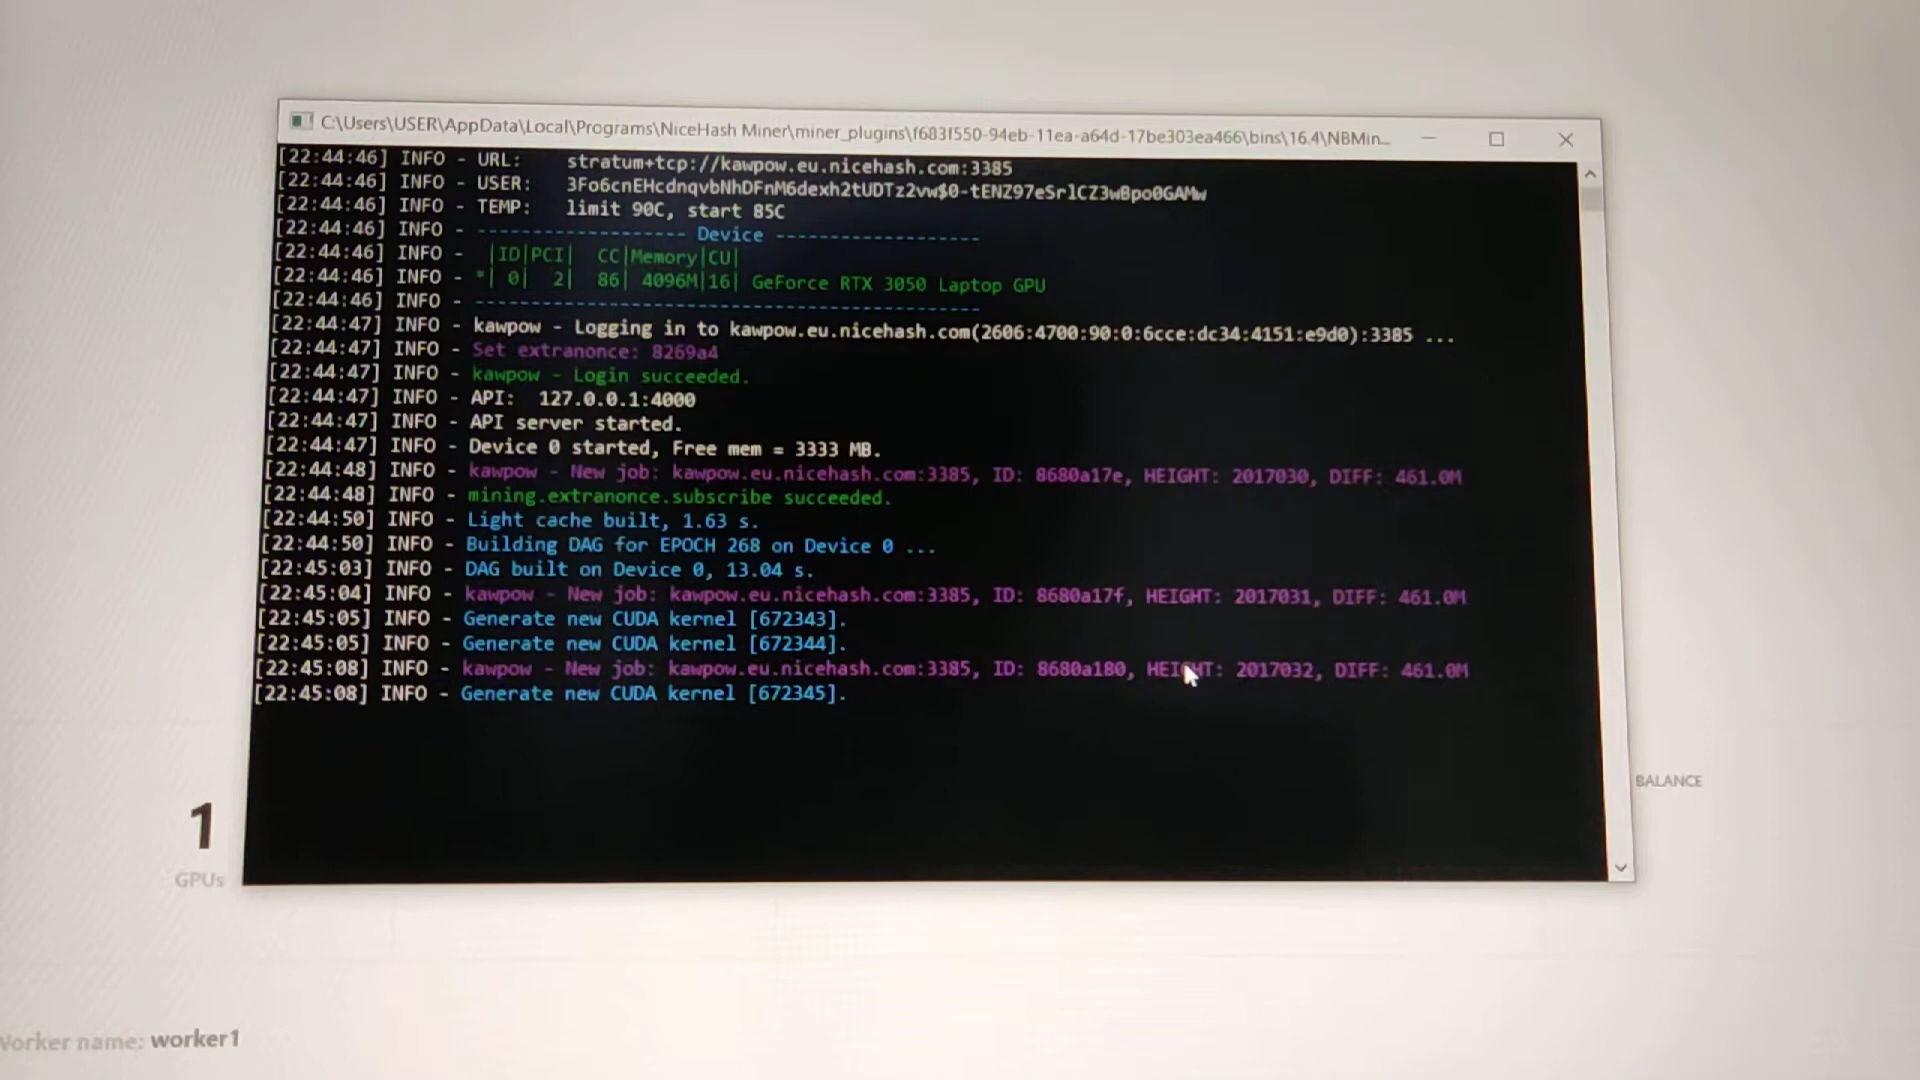 C:\Users\USER\AppData\Local\Programs\NiceHash Miner\miner_plugins\f683f550-94eb-11ea-a64d-17be303ea466\bins\16.4\NBMin...
[22:44:46] INFO - URL: stratum+tcp://kawpow.eu.nicehash.com:3385
[22:44:46] INFO - USER: 3Fo6cnEHcdnqvbNhDFnM6dexh2tUDTz2vw$0-tENZ97eSrlCZ3wBpo0GAMw
[22:44:46] INFO - TEMP: limit 90C, start 85C
[22:44:46] INFO - ------------------- Device -------------------
[22:44:46] INFO - |ID|PCI| CC|Memory|CU|
[22:44:46] INFO - *| 0| 2| 86| 4096M|16| GeForce RTX 3050 Laptop GPU
[22:44:46] INFO - ----------------------------------------------
[22:44:47] INFO - kawpow - Logging in to kawpow.eu.nicehash.com(2606:4700:90:0:6cce:dc34:4151:e9d0):3385 ...
[22:44:47] INFO - Set extranonce: 8269a4
[22:44:47] INFO - kawpow - Login succeeded.
[22:44:47] INFO - API: 127.0.0.1:4000
[22:44:47] INFO - API server started.
[22:44:47] INFO - Device 0 started, Free mem = 3333 MB.
[22:44:48] INFO - kawpow - New job: kawpow.eu.nicehash.com:3385, ID: 8680a17e, HEIGHT: 2017030, DIFF: 461.0M
[22:44:48] INFO - mining.extranonce.subscribe succeeded.
[22:44:50] INFO - Light cache built, 1.63 s.
[22:44:50] INFO - Building DAG for EPOCH 268 on Device 0 ...
[22:45:03] INFO - DAG built on Device 0, 13.04 s.
[22:45:04] INFO - kawpow - New job: kawpow.eu.nicehash.com:3385, ID: 8680a17f, HEIGHT: 2017031, DIFF: 461.0M
[22:45:05] INFO - Generate new CUDA kernel [672343].
[22:45:05] INFO - Generate new CUDA kernel [672344].
[22:45:08] INFO - kawpow - New job: kawpow.eu.nicehash.com:3385, ID: 8680a180, HEIGHT: 2017032, DIFF: 461.0M
[22:45:08] INFO - Generate new CUDA kernel [672345].
BALANCE
1
GPUs
Worker name: worker1